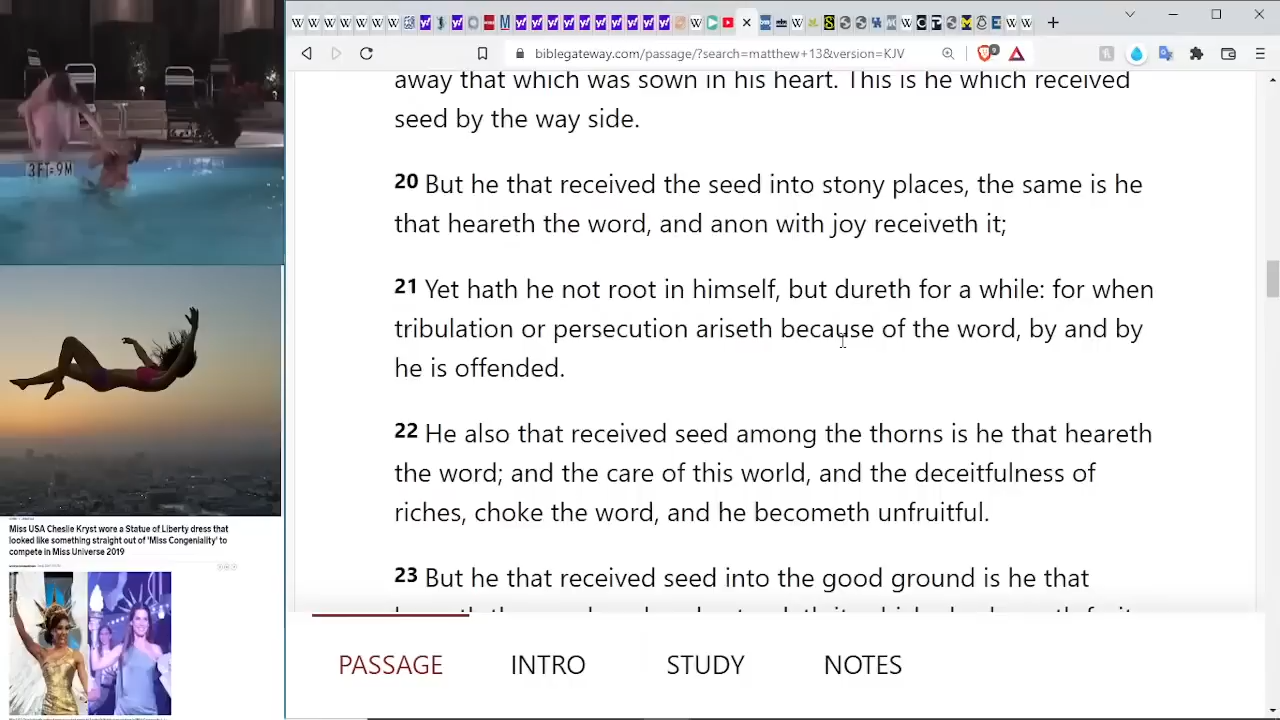 biblegateway.com/passage/?search=matthew+13&version=KJV
away that which was sown in his heart. This is he which received
seed by the way side.
20 But he that received the seed into stony places, the same is he
that heareth the word, and anon with joy receiveth it;
21 Yet hath he not root in himself, but dureth for a while: for when
tribulation or persecution ariseth because of the word, by and by
he is offended.
22 He also that received seed among the thorns is he that heareth
the word; and the care of this world, and the deceitfulness of
riches, choke the word, and he becometh unfruitful.
23 But he that received seed into the good ground is he that
PASSAGE INTRO STUDY NOTES
3FT=9M
Miss USA Cheslie Kryst wore a Statue of Liberty dress that
looked like something straight out of 'Miss Congeniality' to
compete in Miss Universe 2019